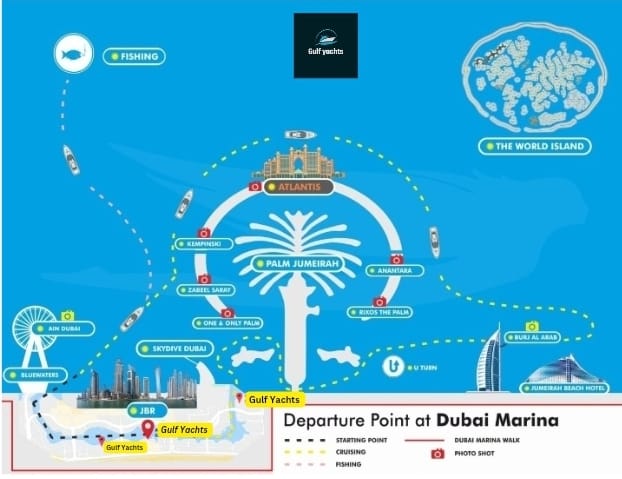 Gulf yachts
FISHING
THE WORLD ISLAND
ATLANTIS
KEMPINSKI
PALM JUMEIRAH
ANANTARA
ZABEEL SARAY
RIXOS THE PALM
ONE & ONLY PALM
AIN DUBAI
BURJ AL ARAB
SKYDIVE DUBAI
U TURN
BLUEWATERS
JUMEIRAH BEACH HOTEL
Gulf Yachts
JBR
Gulf Yachts
Gulf Yachts
Departure Point at Dubai Marina
STARTING POINT
DUBAI MARINA WALK
CRUISING
PHOTO SHOT
FISHING